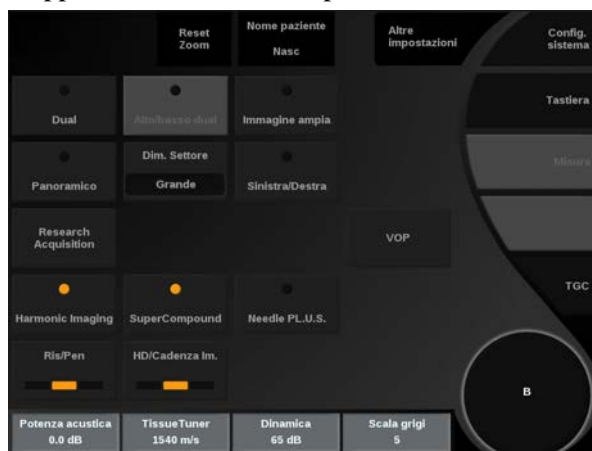 Reset
Zoom
Nome paziente
Nasc
Altre
impostazioni
Config.
sistema
Dual
Alto/basso dual
Immagine ampia
Tastiera
Panoramico
Dim. Settore
Grande
Sinistra/Destra
Misure
Research
Acquisition
VOP
TGC
Harmonic Imaging
SuperCompound
Needle PL.U.S.
Ris/Pen
HD/Cadenza Im.
B
Potenza acustica
0.0 dB
TissueTuner
1540 m/s
Dinamica
65 dB
Scala grigi
5